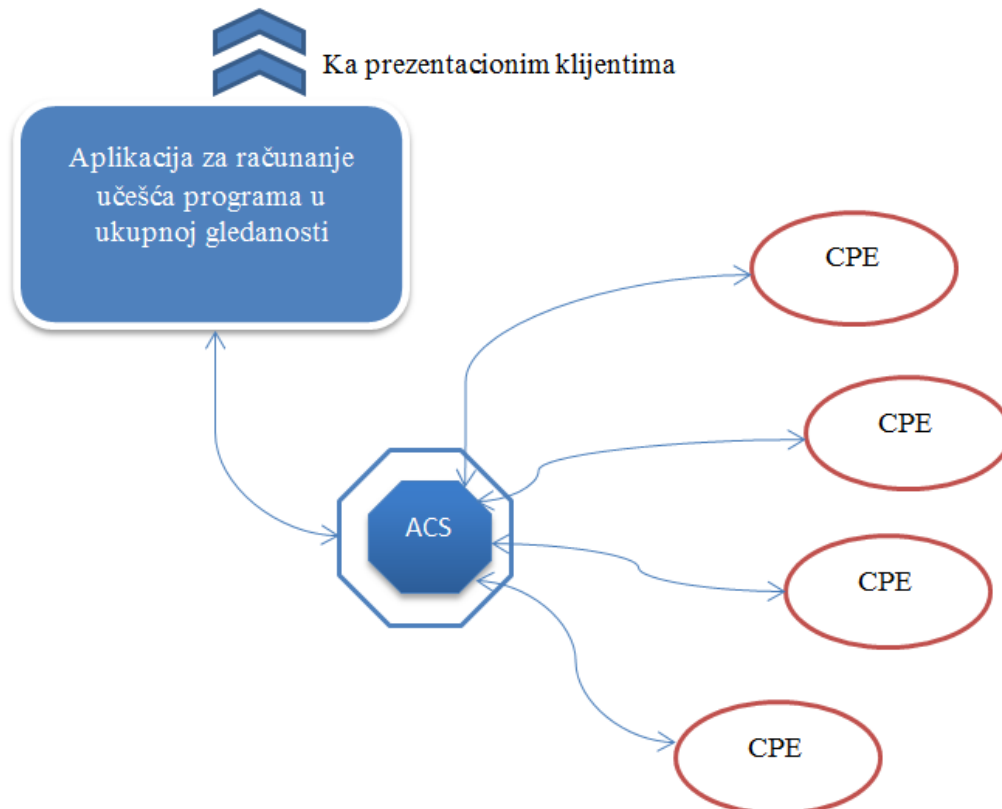 Ka prezentacionim klijentima
Aplikacija za računanje
učešća programa u
ukupnoj gledanosti
CPE
CPE
ACS
CPE
CPE